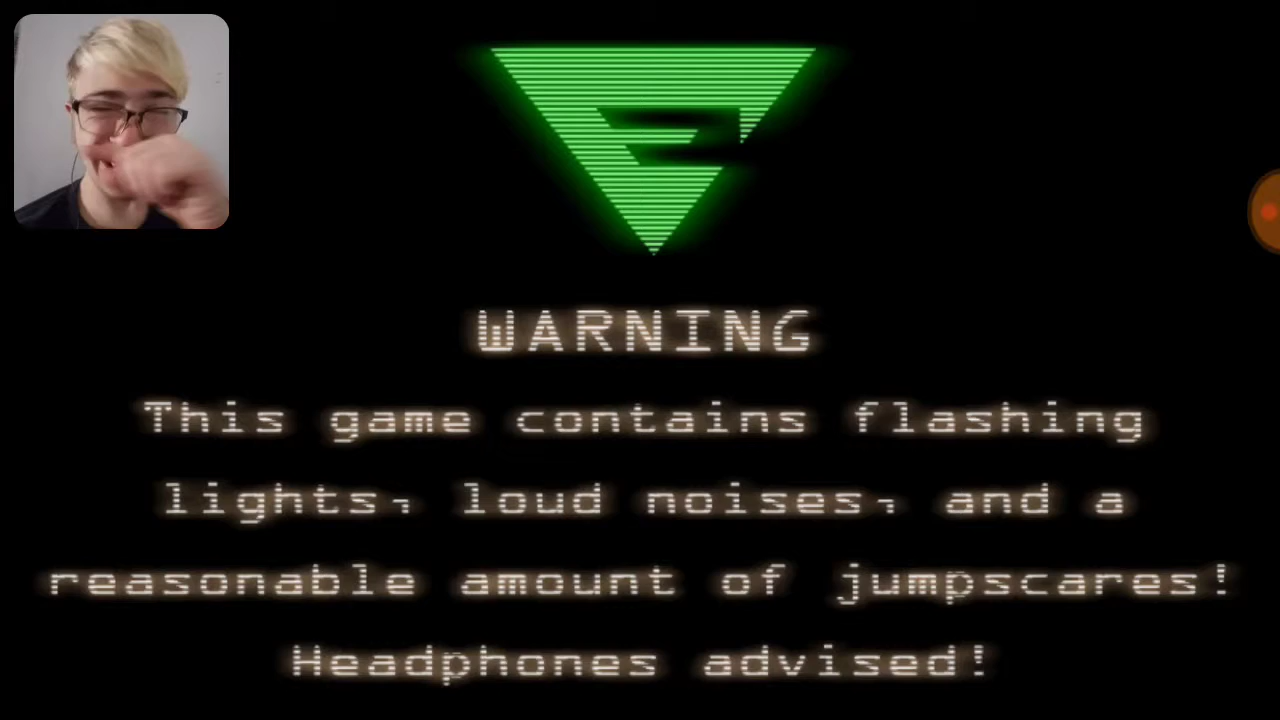 WARNING
This game contains flashing
lights, loud noises, and a
reasonable amount of jumpscares!
Headphones advised!